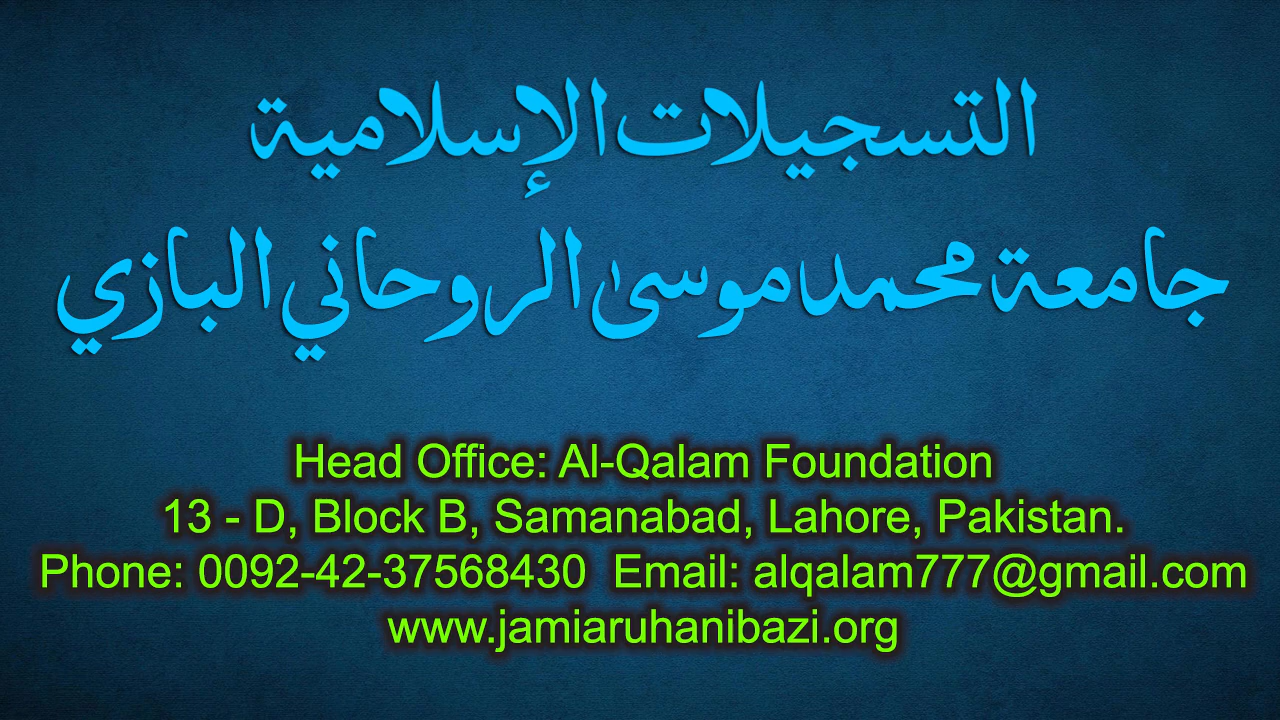 التسجيلات الإسلامية
جامعة محمد موسىٰ الروحاني البازي
Head Office: Al-Qalam Foundation
13 - D, Block B, Samanabad, Lahore, Pakistan.
Phone: 0092-42-37568430  Email: alqalam777@gmail.com
www.jamiaruhanibazi.org